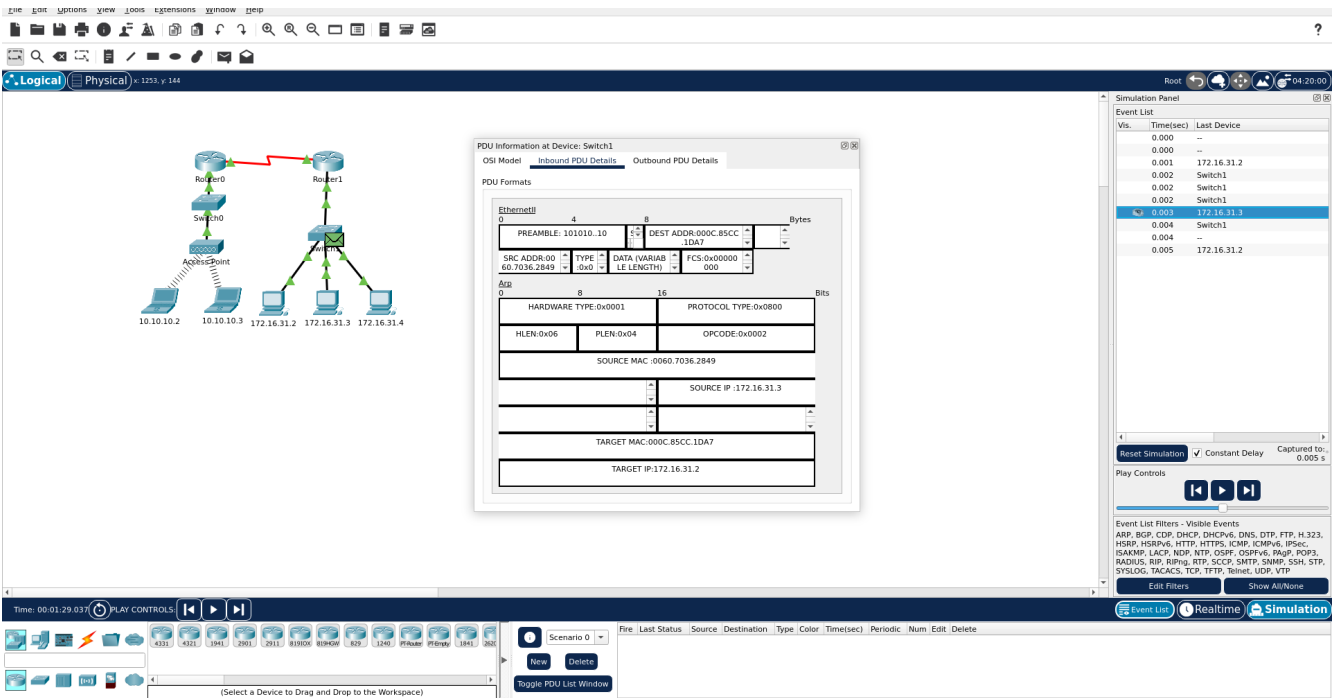 File Edit Options View Tools Extensions Window Help
?
Logical Physical x: 1253, y: 144 Root 04:20:00
Router0 Router1
Switch0
Access Point
10.10.10.2 10.10.10.3 172.16.31.2 172.16.31.3 172.16.31.4
PDU Information at Device: Switch1
OSI Model Inbound PDU Details Outbound PDU Details
PDU Formats
EthernetII
0 4 8 Bytes
PREAMBLE: 101010..10 DEST ADDR:000C.85CC
.1DA7
SRC ADDR:00 TYPE DATA (VARIAB FCS:0x00000
60.7036.2849 :0x0 LE LENGTH) 000
Arp
0 8 16 Bits
HARDWARE TYPE:0x0001 PROTOCOL TYPE:0x0800
HLEN:0x06 PLEN:0x04 OPCODE:0x0002
SOURCE MAC :0060.7036.2849
SOURCE IP :172.16.31.3
TARGET MAC:000C.85CC.1DA7
TARGET IP:172.16.31.2
Simulation Panel
Event List
Vis. Time(sec) Last Device
0.000 --
0.000 --
0.001 172.16.31.2
0.002 Switch1
0.002 Switch1
0.002 Switch1
0.003 172.16.31.3
0.004 Switch1
0.004 --
0.005 172.16.31.2
Reset Simulation Constant Delay Captured to:
0.005 s
Play Controls
Event List Filters - Visible Events
ARP, BGP, CDP, DHCP, DHCPv6, DNS, DTP, FTP, H.323,
HSRP, HSRPv6, HTTP, HTTPS, ICMP, ICMPv6, IPSec,
ISAKMP, LACP, NDP, NTP, OSPF, OSPFv6, PAgP, POP3,
RADIUS, RIP, RIPng, RTP, SCCP, SMTP, SNMP, SSH, STP,
SYSLOG, TACACS, TCP, TFTP, Telnet, UDP, VTP
Edit Filters Show All/None
Time: 00:01:29.037 PLAY CONTROLS: Event List Realtime Simulation
4331 4321 1941 2901 2911 819IOX 819HGW 829 1240 PT-Router PT-Empty 1841 2620
(Select a Device to Drag and Drop to the Workspace)
Scenario 0
New Delete
Toggle PDU List Window
Fire Last Status Source Destination Type Color Time(sec) Periodic Num Edit Delete